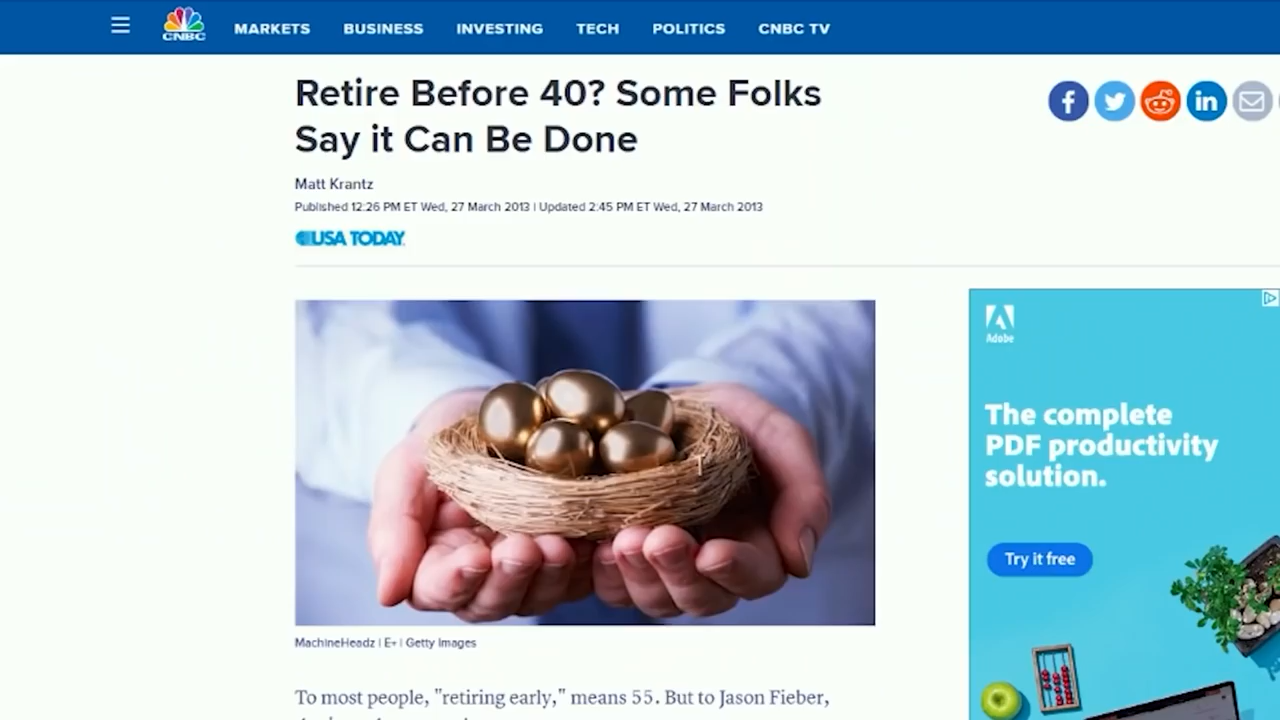 CNBC
MARKETS BUSINESS INVESTING TECH POLITICS CNBC TV
Retire Before 40? Some Folks
Say it Can Be Done
Matt Krantz
Published 12:26 PM ET Wed, 27 March 2013 | Updated 2:45 PM ET Wed, 27 March 2013
USA TODAY
MachineHeadz | E+ | Getty Images
To most people, "retiring early," means 55. But to Jason Fieber,
Adobe
The complete
PDF productivity
solution.
Try it free